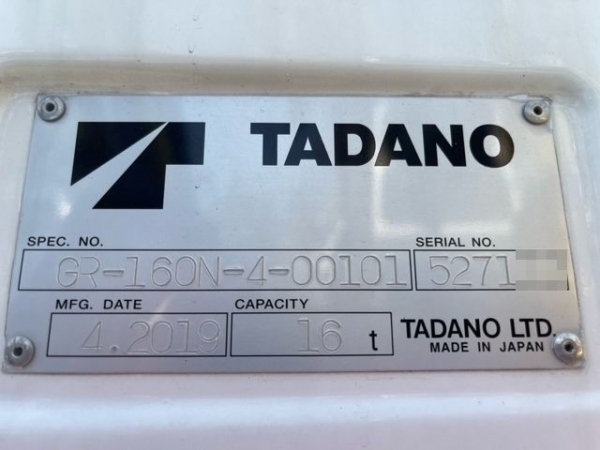 TADANO
SPEC. NO. SERIAL NO.
GR-160N-4-00101 5271
MFG. DATE CAPACITY
4.2019 16 t TADANO LTD.
MADE IN JAPAN